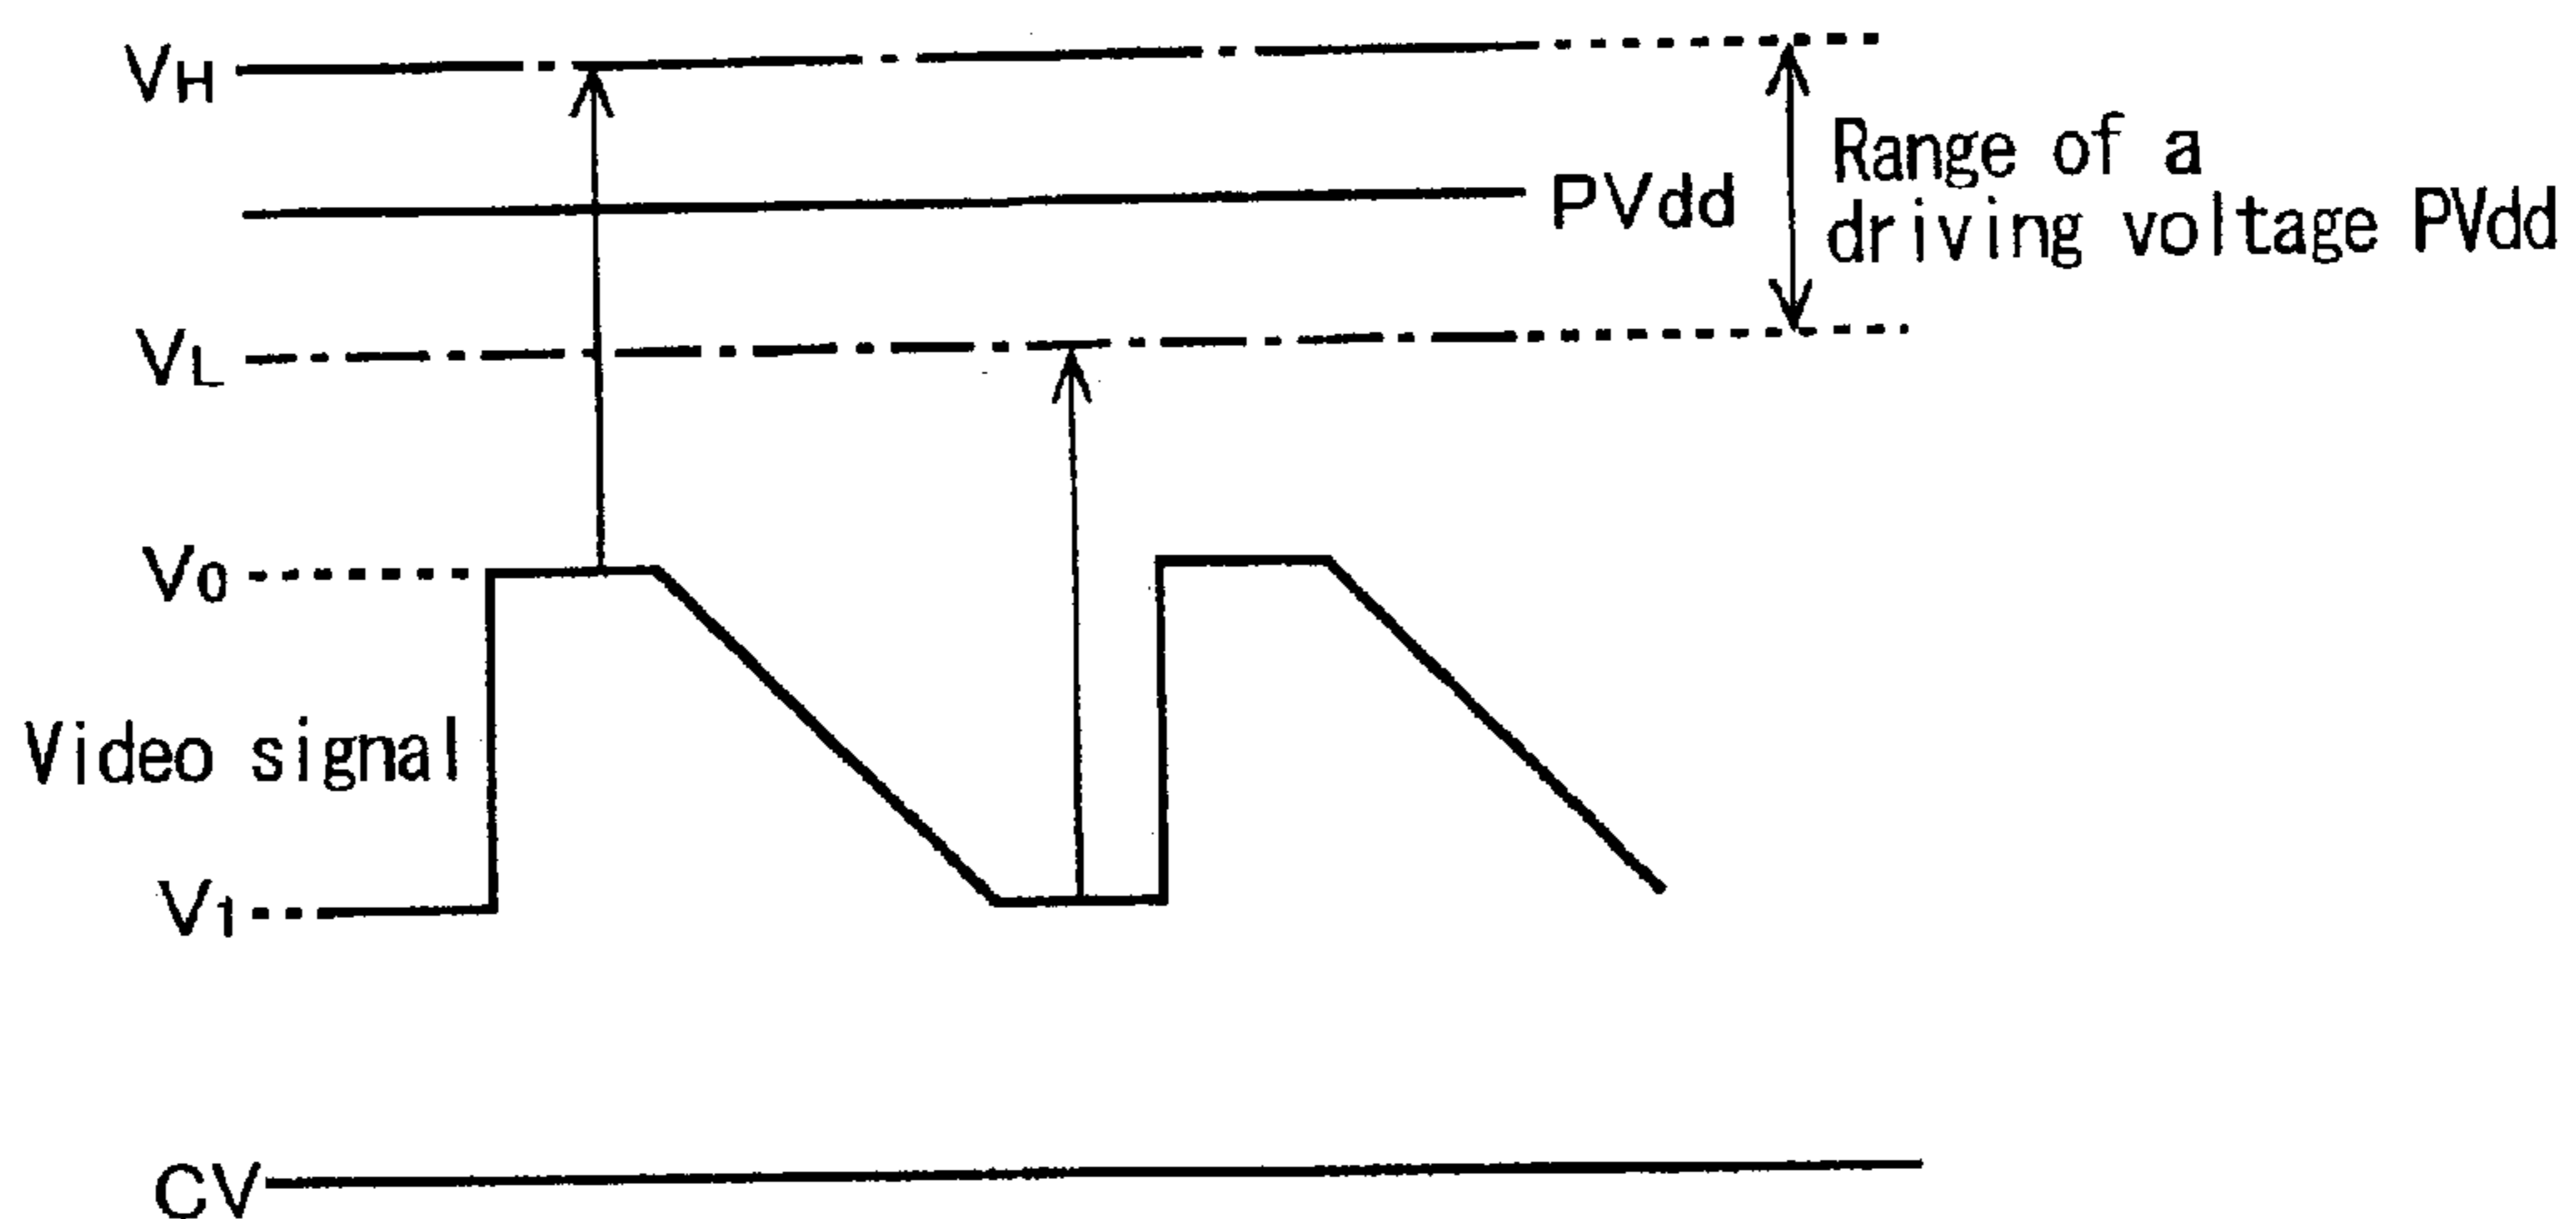 VH
Range of a
PVdd
driving voltage PVdd
VL
V0
Video signal
V1
CV